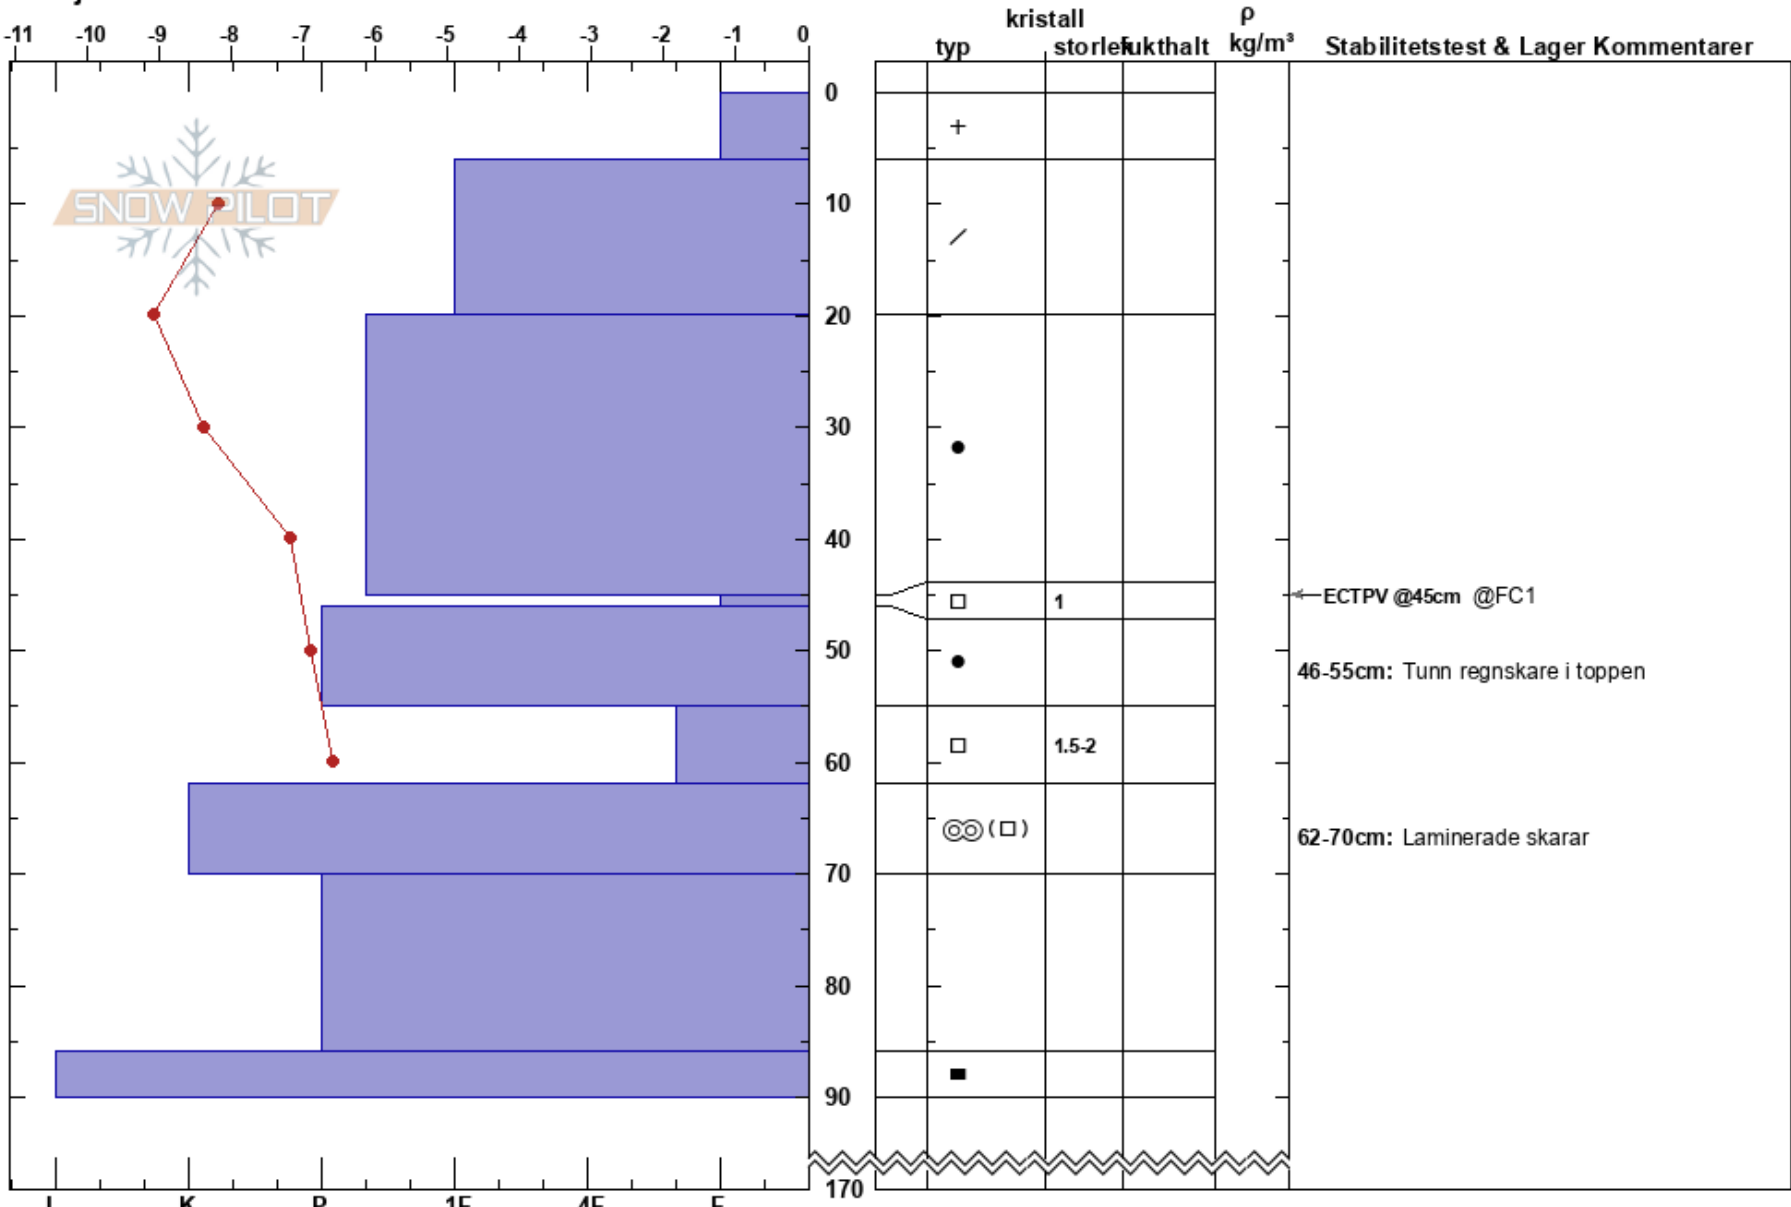 kristall ρ
-11 -10 -9 -8 -7 -6 -5 -4 -3 -2 -1 0 typ storlek fukthalt kg/m³ Stabilitetstest & Lager Kommentarer
0
SNOW PILOT
10
20
30
40
ECTPV @45cm @FC1
1
50
46-55cm: Tunn regnskare i toppen
1.5-2
60
( )
62-70cm: Laminerade skarar
70
80
90
170
I K P 1F 4F F